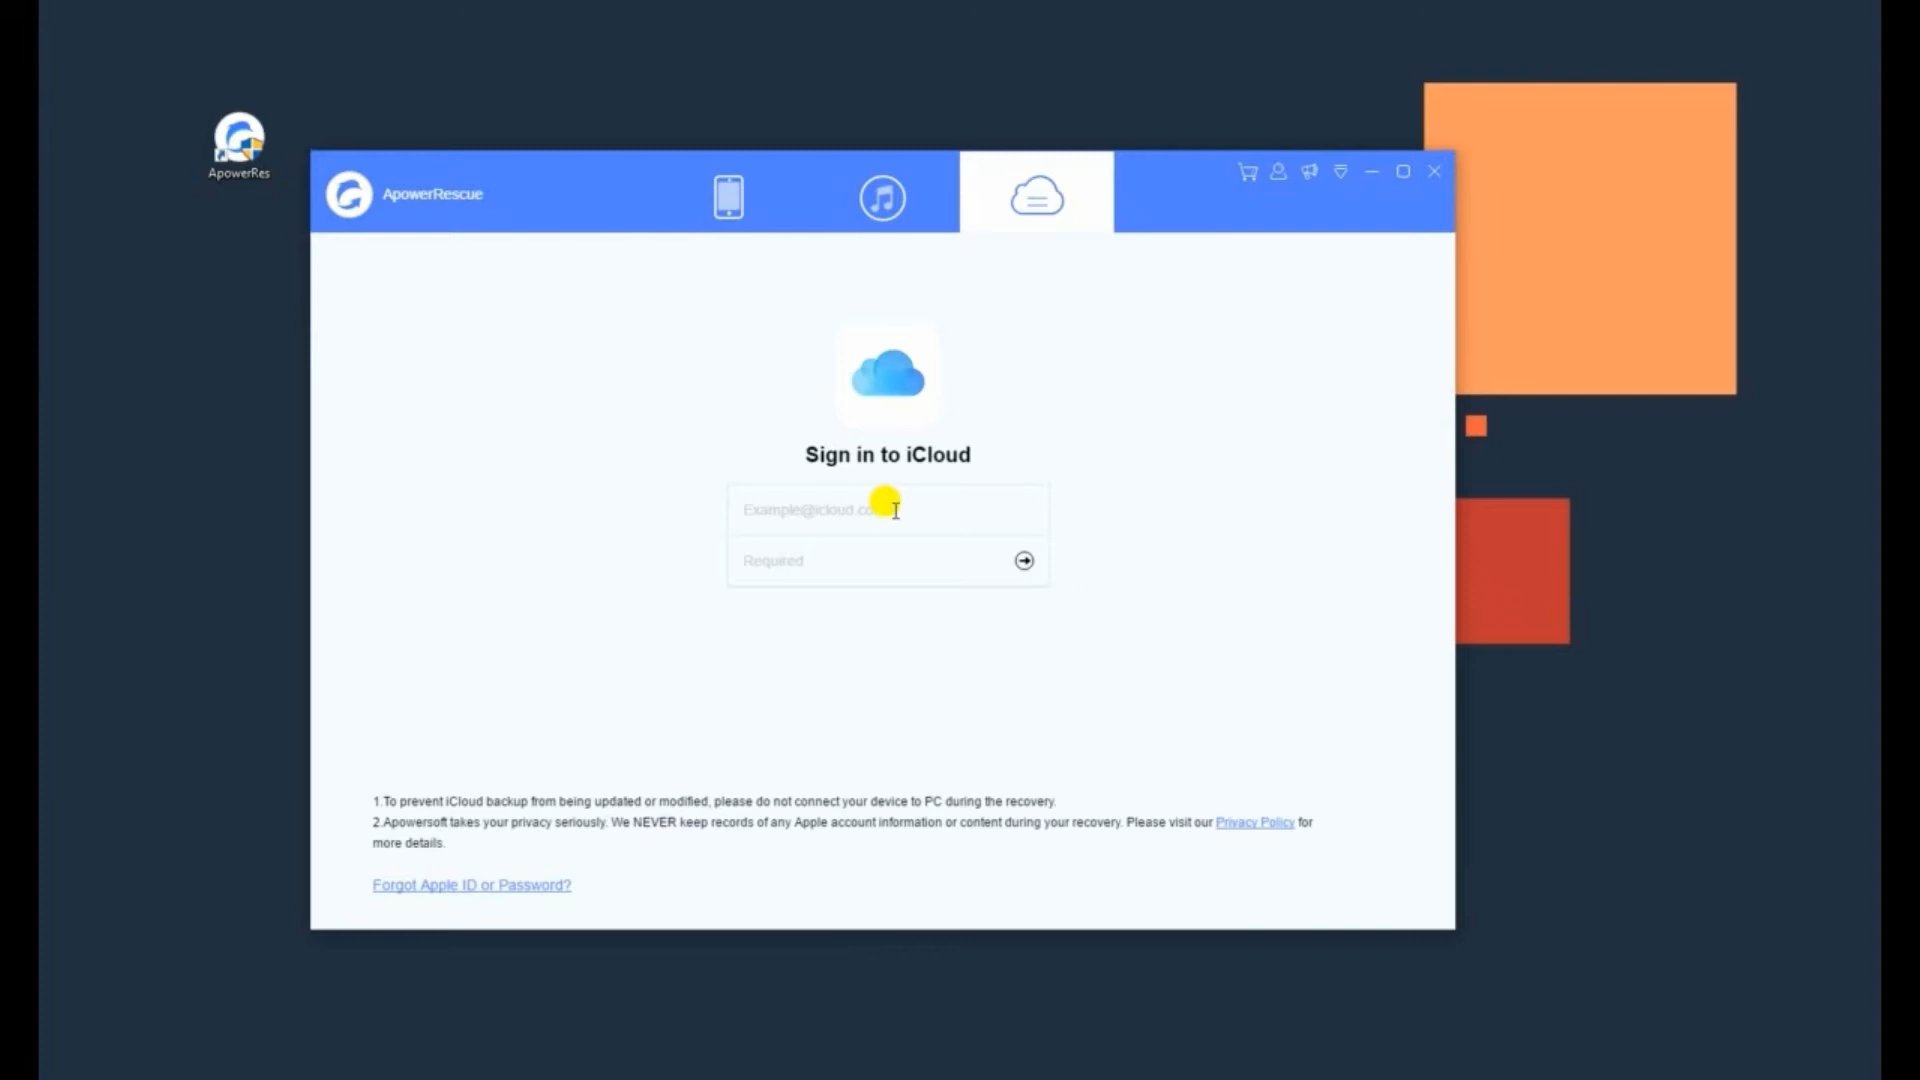 ApowerRes
ApowerRescue
Sign in to iCloud
Example@icloud.co
Required
1.To prevent iCloud backup from being updated or modified, please do not connect your device to PC during the recovery.
2.Apowersoft takes your privacy seriously. We NEVER keep records of any Apple account information or content during your recovery. Please visit our Privacy Policy for
more details.
Forgot Apple ID or Password?